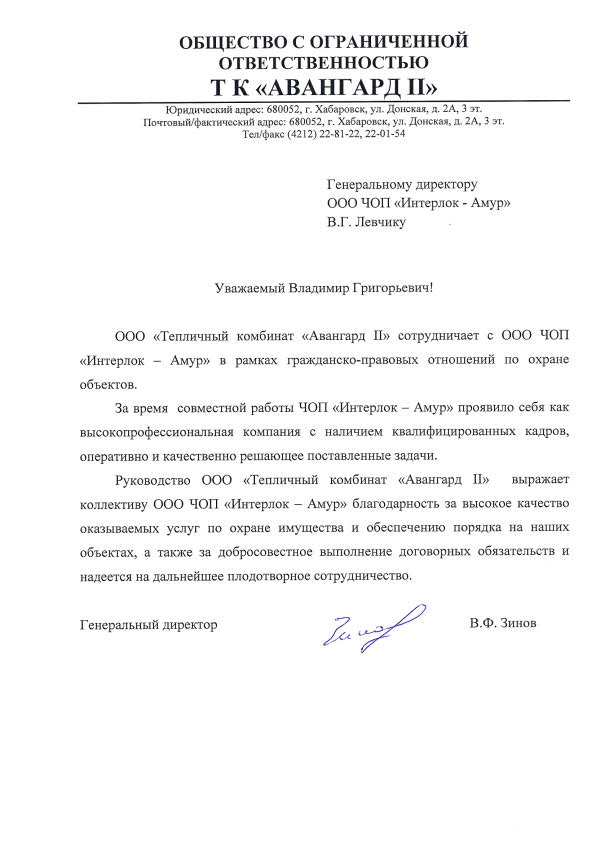 ОБЩЕСТВО С ОГРАНИЧЕННОЙ
ОТВЕТСТВЕННОСТЬЮ
Т К «АВАНГАРД II»
Юридический адрес: 680052, г. Хабаровск, ул. Донская, д. 2А, 3 эт.
Почтовый/фактический адрес: 680052, г. Хабаровск, ул. Донская, д. 2А, 3 эт.
Тел/факс (4212) 22-81-22, 22-01-54
Генеральному директору
ООО ЧОП «Интерлок - Амур»
В.Г. Левчику
Уважаемый Владимир Григорьевич!
ООО «Тепличный комбинат «Авангард II» сотрудничает с ООО ЧОП
«Интерлок – Амур» в рамках гражданско-правовых отношений по охране
объектов.
За время совместной работы ЧОП «Интерлок – Амур» проявило себя как
высокопрофессиональная компания с наличием квалифицированных кадров,
оперативно и качественно решающее поставленные задачи.
Руководство ООО «Тепличный комбинат «Авангард II» выражает
коллективу ООО ЧОП «Интерлок – Амур» благодарность за высокое качество
оказываемых услуг по охране имущества и обеспечению порядка на наших
объектах, а также за добросовестное выполнение договорных обязательств и
надеется на дальнейшее плодотворное сотрудничество.
Генеральный директор В.Ф. Зинов